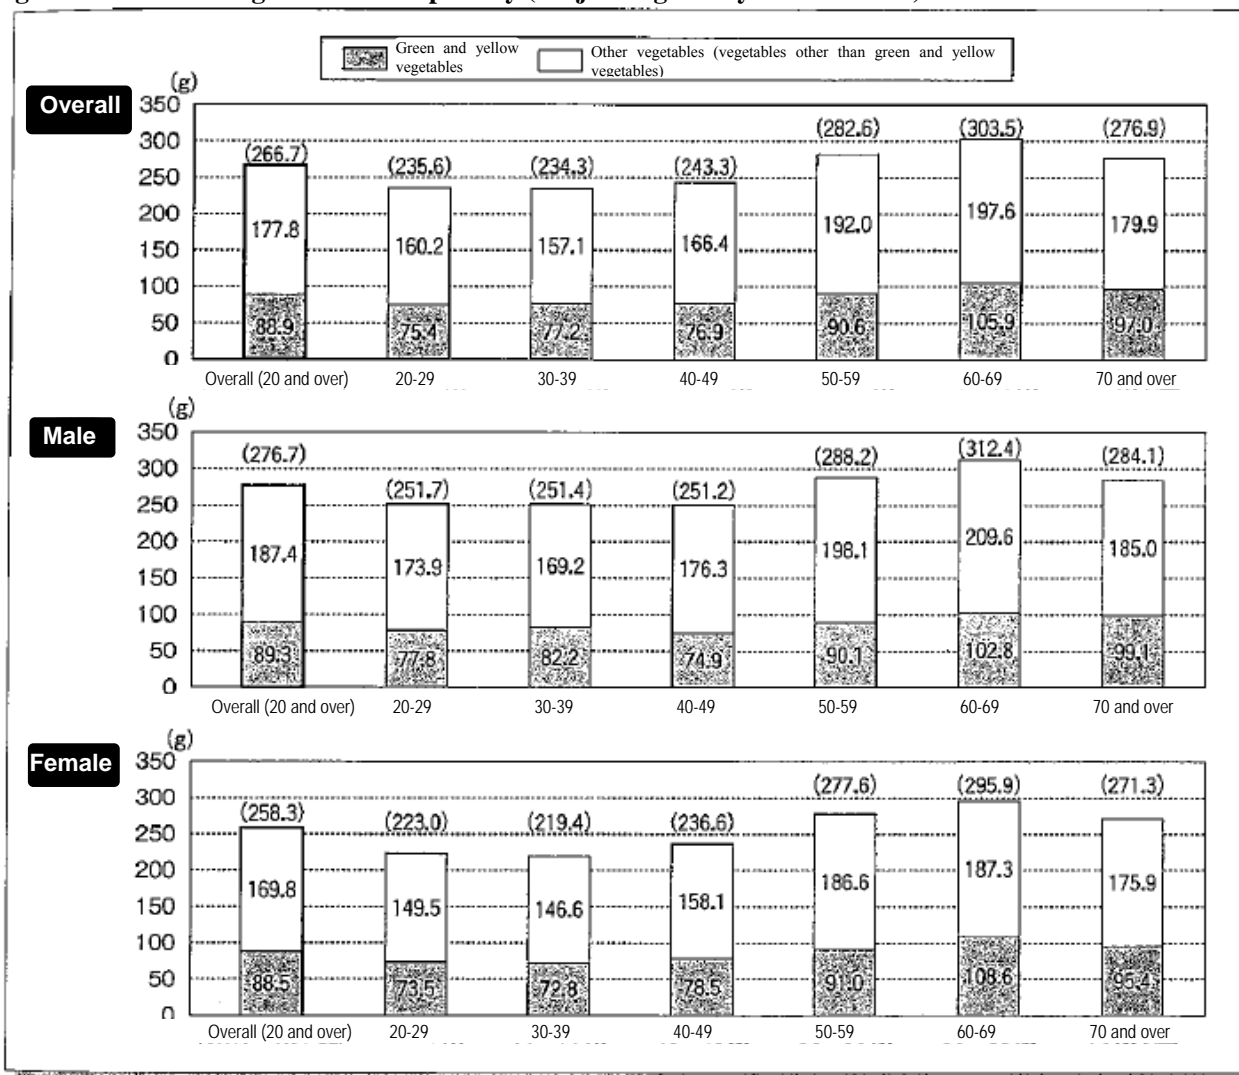 Green and yellow
vegetables
Other vegetables (vegetables other than green and yellow
vegetables)
Overall
(g)
350
300
250
200
150
100
50
0
(266.7) (235.6) (234.3) (243.3) (282.6) (303.5) (276.9)
177.8 160.2 157.1 166.4 192.0 197.6 179.9
88.9 75.4 77.2 76.9 90.6 105.9 97.0
Overall (20 and over) 20-29 30-39 40-49 50-59 60-69 70 and over
Male
(g)
350
300
250
200
150
100
50
0
(276.7) (251.7) (251.4) (251.2) (288.2) (312.4) (284.1)
187.4 173.9 169.2 176.3 198.1 209.6 185.0
89.3 77.8 82.2 74.9 90.1 102.8 99.1
Overall (20 and over) 20-29 30-39 40-49 50-59 60-69 70 and over
Female
(g)
350
300
250
200
150
100
50
0
(258.3) (223.0) (219.4) (236.6) (277.6) (295.9) (271.3)
169.8 149.5 146.6 158.1 186.6 187.3 175.9
88.5 73.5 72.8 78.5 91.0 108.6 95.4
Overall (20 and over) 20-29 30-39 40-49 50-59 60-69 70 and over